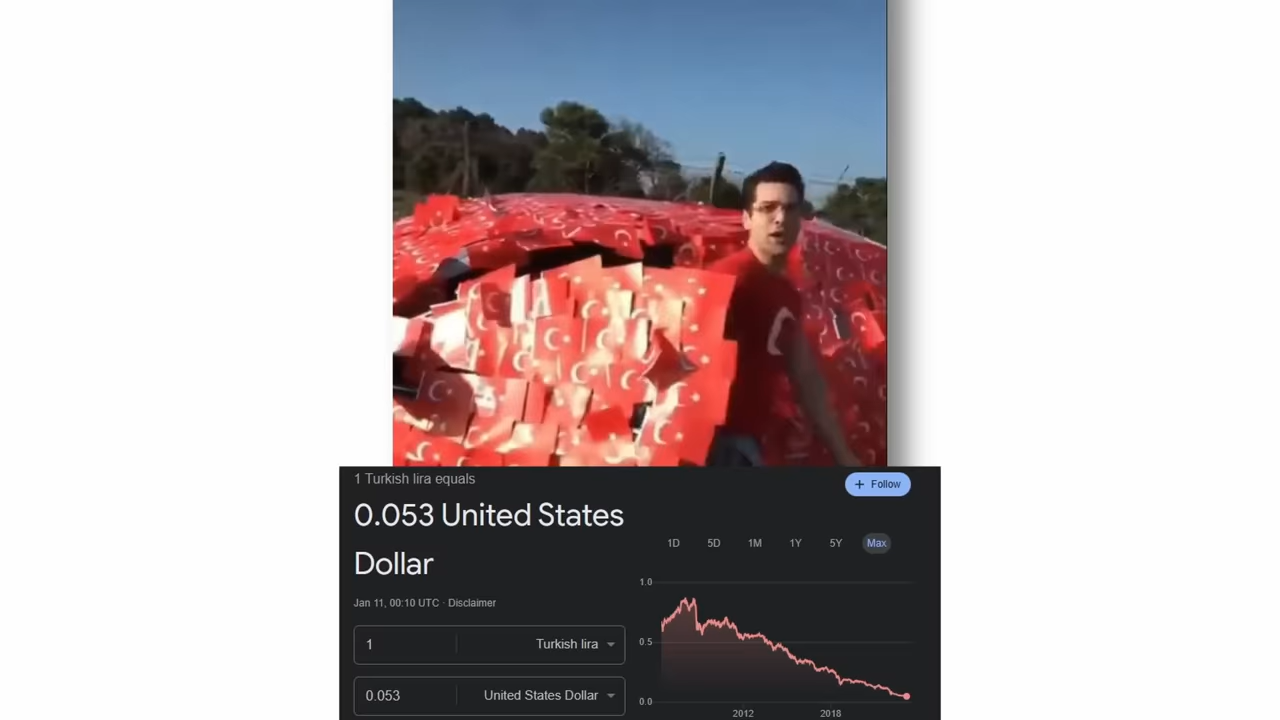 1 Turkish lira equals
+ Follow
0.053 United States
Dollar
1D 5D 1M 1Y 5Y Max
Jan 11, 00:10 UTC · Disclaimer
1 Turkish lira
0.053 United States Dollar
1.0
0.5
0.0
2012 2018